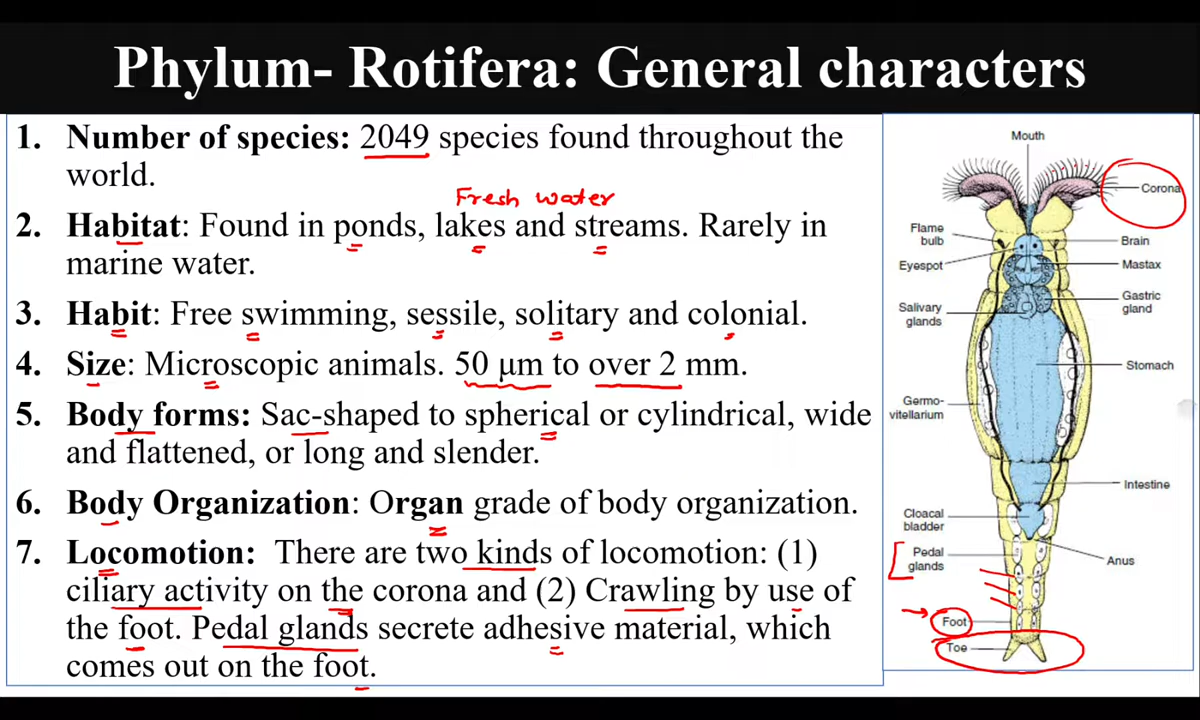 Phylum- Rotifera: General characters
1. Number of species: 2049 species found throughout the
world.
Fresh water
2. Habitat: Found in ponds, lakes and streams. Rarely in
marine water.
3. Habit: Free swimming, sessile, solitary and colonial.
4. Size: Microscopic animals. 50 μm to over 2 mm.
5. Body forms: Sac-shaped to spherical or cylindrical, wide
and flattened, or long and slender.
6. Body Organization: Organ grade of body organization.
7. Locomotion: There are two kinds of locomotion: (1)
ciliary activity on the corona and (2) Crawling by use of
the foot. Pedal glands secrete adhesive material, which
comes out on the foot.
Mouth
Corona
Flame
bulb
Brain
Eyespot
Mastax
Salivary
glands
Gastric
gland
Stomach
Germo-
vitellarium
Intestine
Cloacal
bladder
Pedal
glands
Anus
Foot
Toe